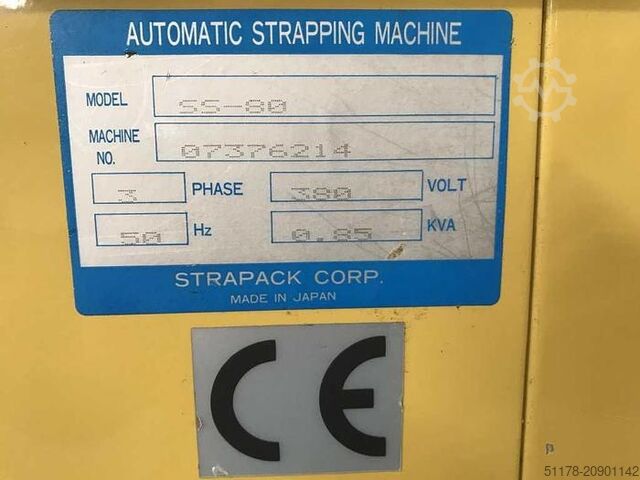 AUTOMATIC STRAPPING MACHINE
MODEL SS-80
MACHINE NO. 07376214
3 PHASE 380 VOLT
50 Hz 0.85 KVA
STRAPACK CORP.
MADE IN JAPAN
CE
51178-20901142